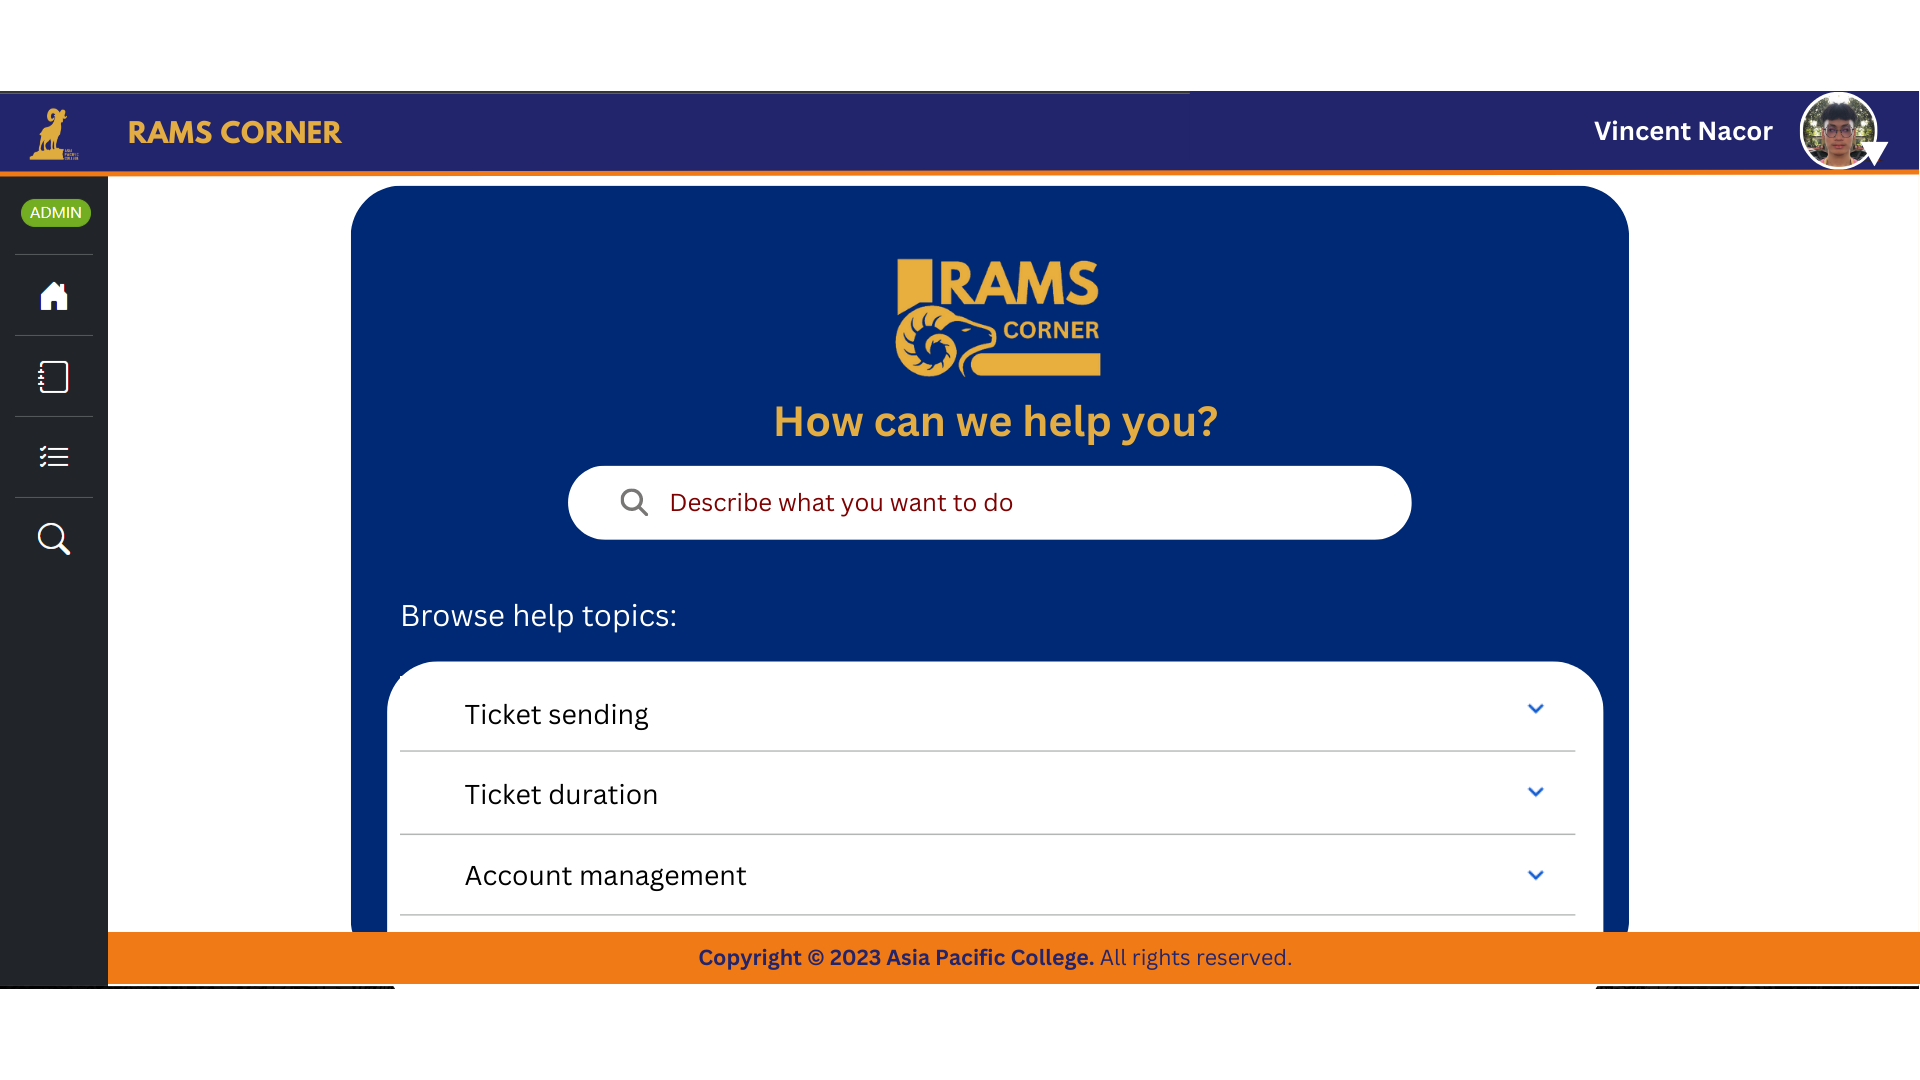 RAMS CORNER
Vincent Nacor
ADMIN
RAMS
CORNER
How can we help you?
Describe what you want to do
Browse help topics:
Ticket sending
Ticket duration
Account management
Copyright © 2023 Asia Pacific College. All rights reserved.